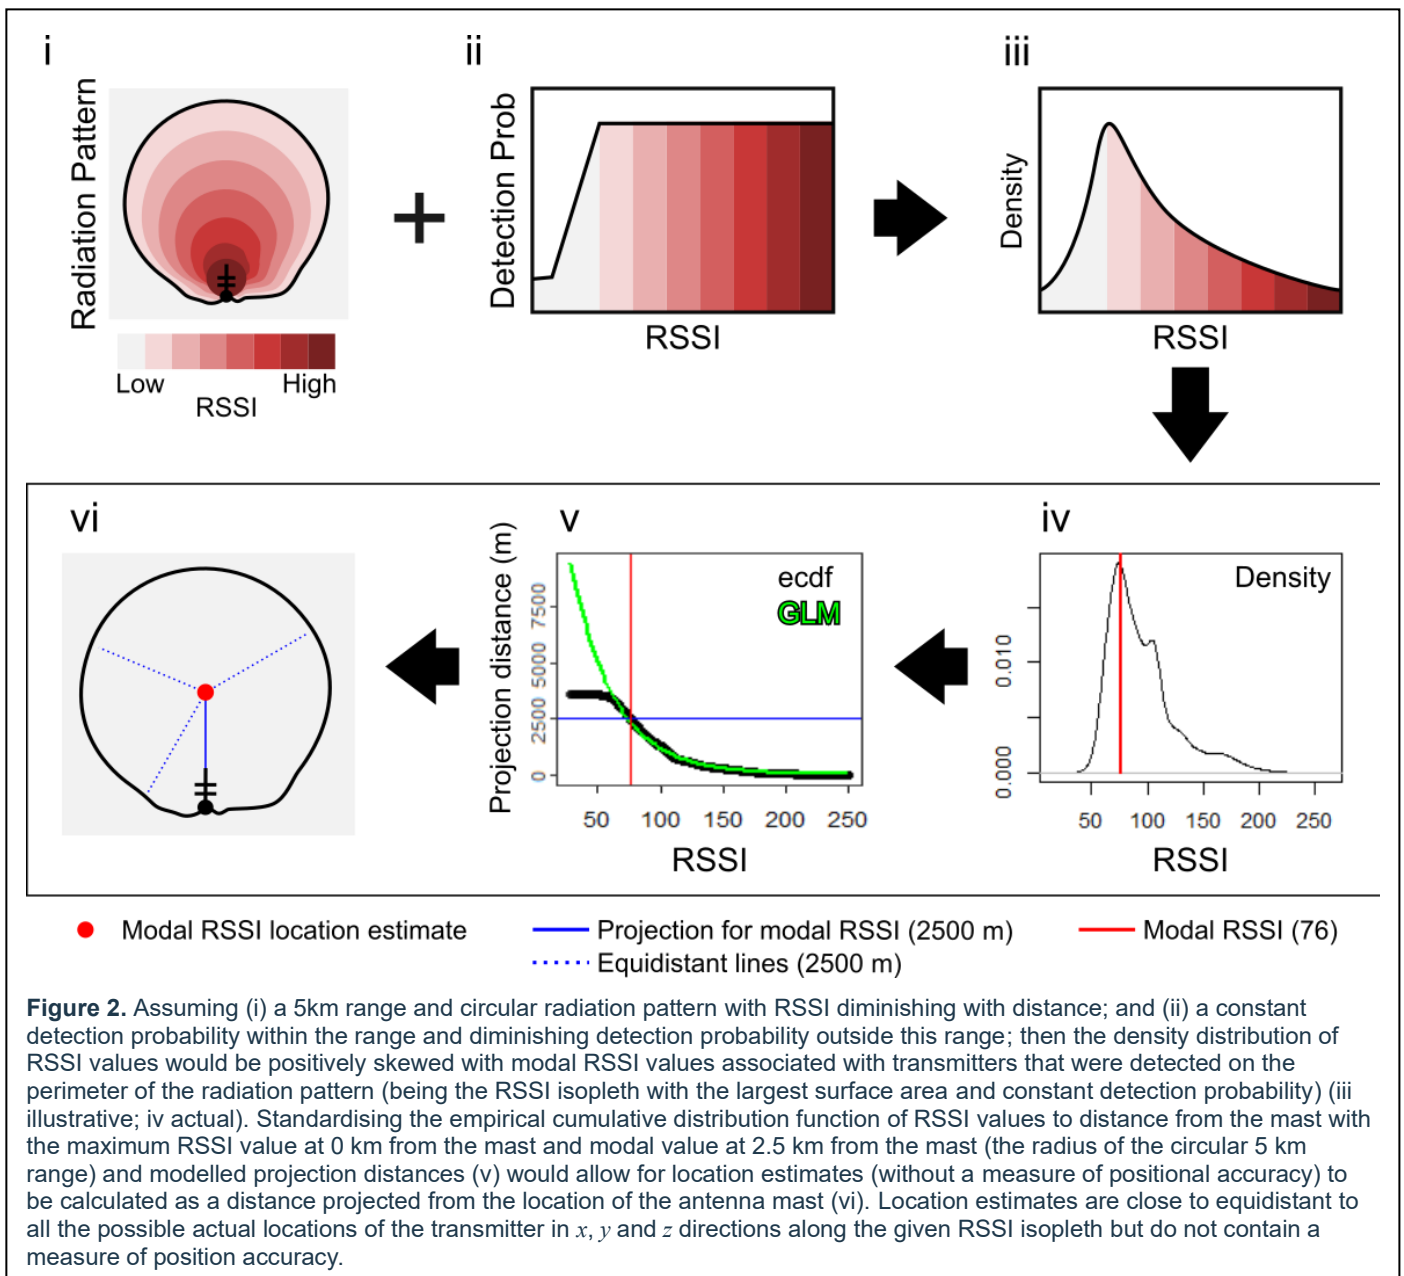 i
Radiation Pattern
Low High
RSSI
ii
Detection Prob
RSSI
iii
Density
RSSI
vi
v
Projection distance (m)
7500
5000
2500
0
ecdf
GLM
50 100 150 200 250
RSSI
iv
Density
0.010
0.000
50 100 150 200 250
RSSI
Modal RSSI location estimate
Projection for modal RSSI (2500 m)
Modal RSSI (76)
Equidistant lines (2500 m)
Figure 2. Assuming (i) a 5km range and circular radiation pattern with RSSI diminishing with distance; and (ii) a constant
detection probability within the range and diminishing detection probability outside this range; then the density distribution of
RSSI values would be positively skewed with modal RSSI values associated with transmitters that were detected on the
perimeter of the radiation pattern (being the RSSI isopleth with the largest surface area and constant detection probability) (iii
illustrative; iv actual). Standardising the empirical cumulative distribution function of RSSI values to distance from the mast with
the maximum RSSI value at 0 km from the mast and modal value at 2.5 km from the mast (the radius of the circular 5 km
range) and modelled projection distances (v) would allow for location estimates (without a measure of positional accuracy) to
be calculated as a distance projected from the location of the antenna mast (vi). Location estimates are close to equidistant to
all the possible actual locations of the transmitter in x, y and z directions along the given RSSI isopleth but do not contain a
measure of position accuracy.